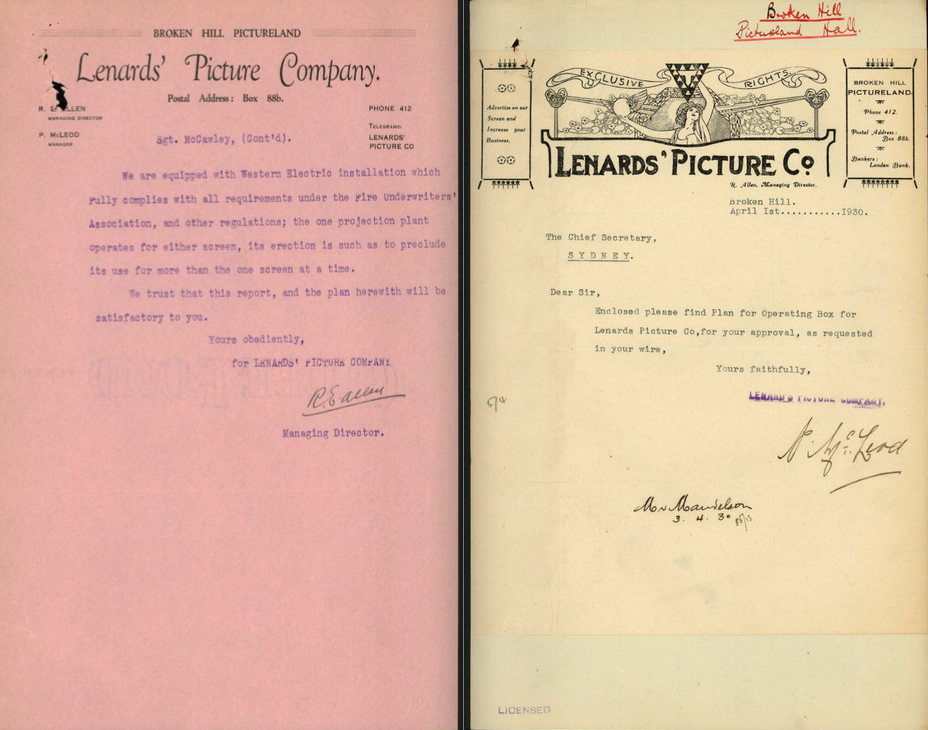 BROKEN HILL PICTURELAND
Lenards' Picture Company.
Postal Address: Box 88b.
R. E. ALLEN
MANAGING DIRECTOR
P. McLEOD
MANAGER
PHONE 412
TELEGRAMS:
LENARDS'
PICTURE CO
Sgt. McCawley, (Cont'd).
We are equipped with Western Electric installation which
Fully complies with all requirements under the Fire Underwriters'
Association, and other regulations; the one projection plant
operates for either screen, its erection is such as to preclude
its use for more than the one screen at a time.
We trust that this report, and the plan herewith will be
satisfactory to you.
Yours obediently,
for LENARDS' PICTURE COMPANY
R. E Allen
Managing Director.
Broken Hill
Pictureland Hall.
EXCLUSIVE RIGHTS
Advertise on our
Screen and
Increase your
Business.
BROKEN HILL
PICTURELAND
Phone 412.
Postal Address:
Box 88b.
Bankers:
London Bank.
LENARDS' PICTURE Co.
R. Allen, Managing Director.
Broken Hill.
April 1st...........1930.
The Chief Secretary,
SYDNEY.
Dear Sir,
Enclosed please find Plan for Operating Box for
Lenards Picture Co,for your approval, as requested
in your wire,
Yours faithfully,
LENARD'S PICTURE COMPANY.
5/4
P. McLeod
Mr Mandelson
3. 4. 30
LICENSED